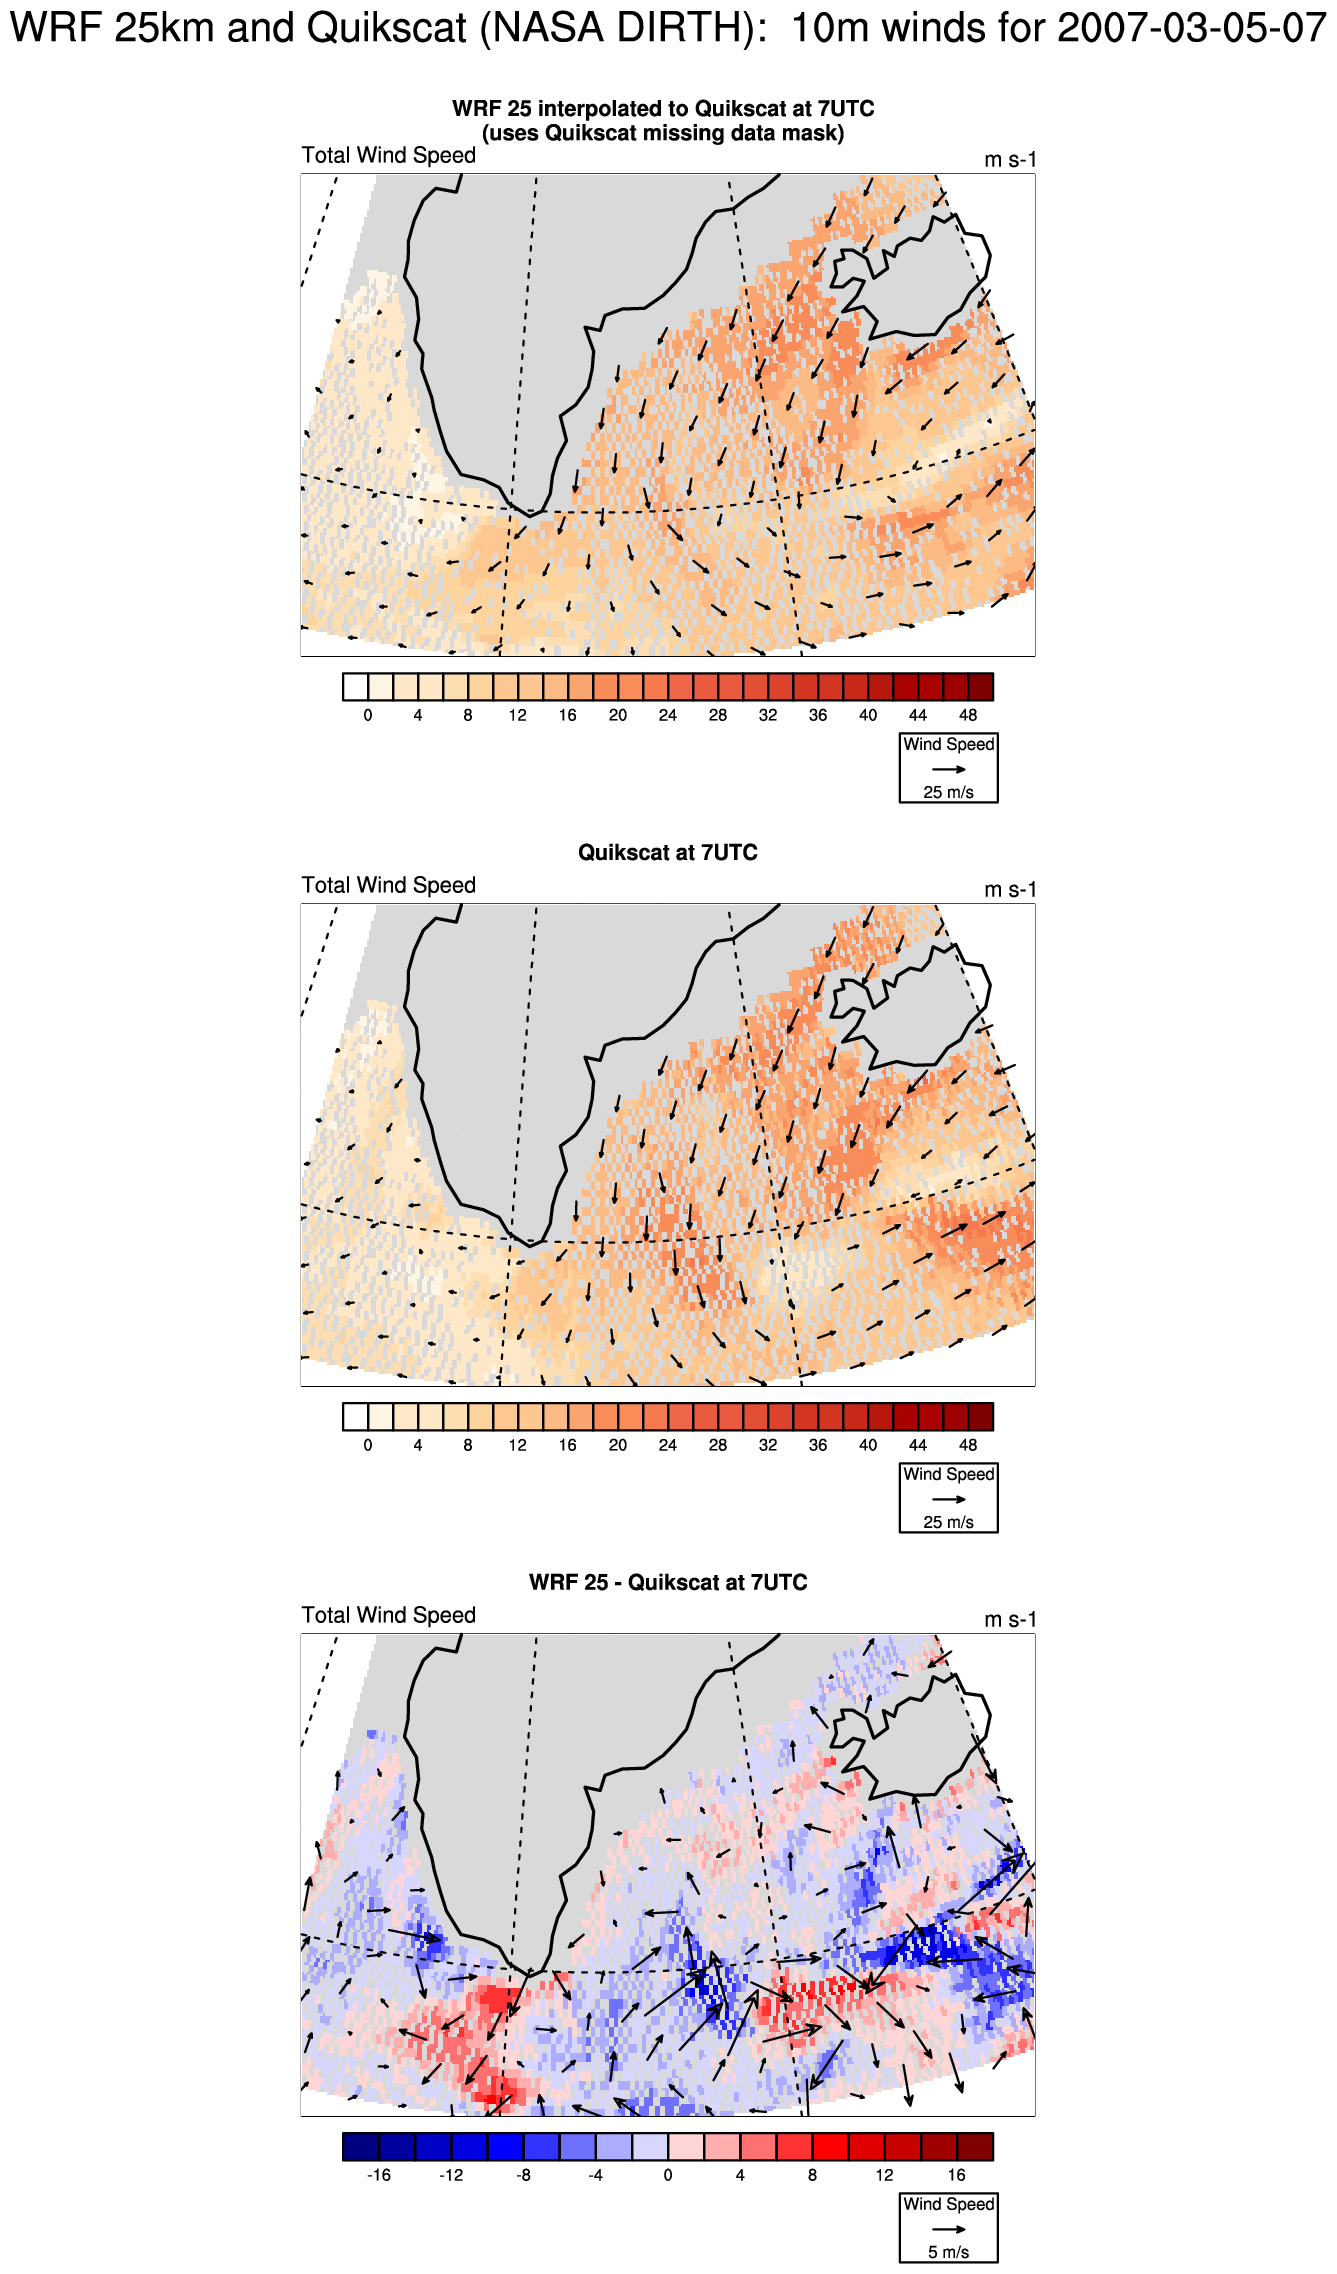 WRF 25km and Quikscat (NASA DIRTH): 10m winds for 2007-03-05-07
WRF 25 interpolated to Quikscat at 7UTC
(uses Quikscat missing data mask)
Total Wind Speed m s-1
0 4 8 12 16 20 24 28 32 36 40 44 48
Wind Speed
25 m/s
Quikscat at 7UTC
Total Wind Speed m s-1
0 4 8 12 16 20 24 28 32 36 40 44 48
Wind Speed
25 m/s
WRF 25 - Quikscat at 7UTC
Total Wind Speed m s-1
-16 -12 -8 -4 0 4 8 12 16
Wind Speed
5 m/s